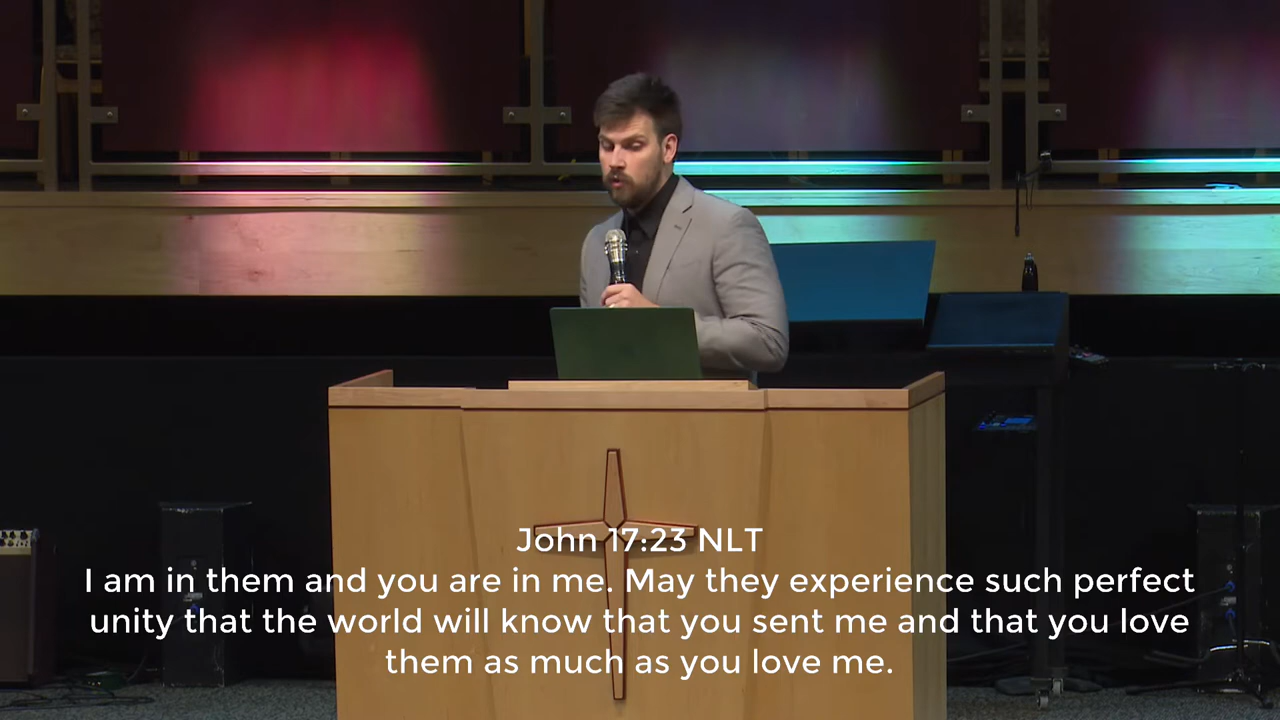 John 17:23 NLT
I am in them and you are in me. May they experience such perfect
unity that the world will know that you sent me and that you love
them as much as you love me.